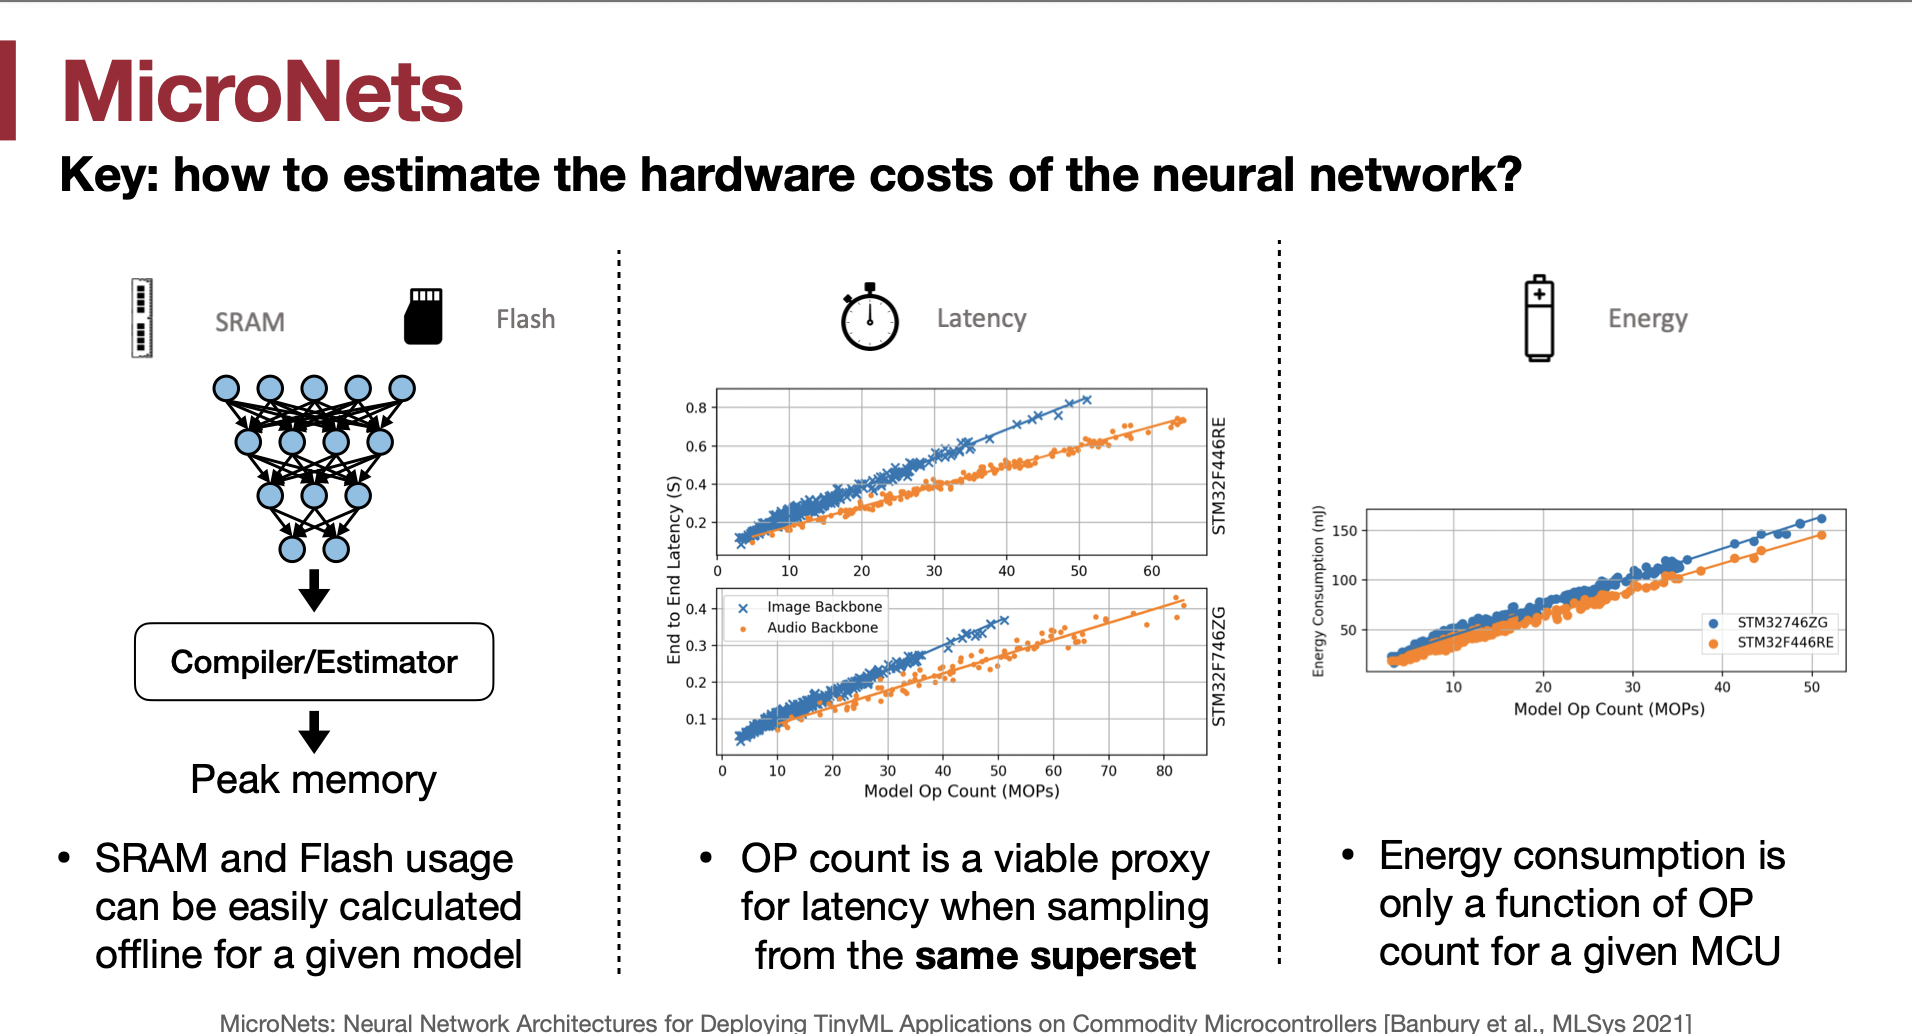 MicroNets
Key: how to estimate the hardware costs of the neural network?
SRAM
Flash
Compiler/Estimator
Peak memory
• SRAM and Flash usage
can be easily calculated
offline for a given model
Latency
End to End Latency (S)
0.8
0.6
0.4
0.2
0 10 20 30 40 50 60
STM32F446RE
Image Backbone
Audio Backbone
0.4
0.3
0.2
0.1
0 10 20 30 40 50 60 70 80
Model Op Count (MOPs)
STM32F746ZG
• OP count is a viable proxy
for latency when sampling
from the same superset
Energy
Energy Consumption (mJ)
150
100
50
STM32746ZG
STM32F446RE
10 20 30 40 50
Model Op Count (MOPs)
• Energy consumption is
only a function of OP
count for a given MCU
MicroNets: Neural Network Architectures for Deploying TinyML Applications on Commodity Microcontrollers [Banbury et al., MLSys 2021]